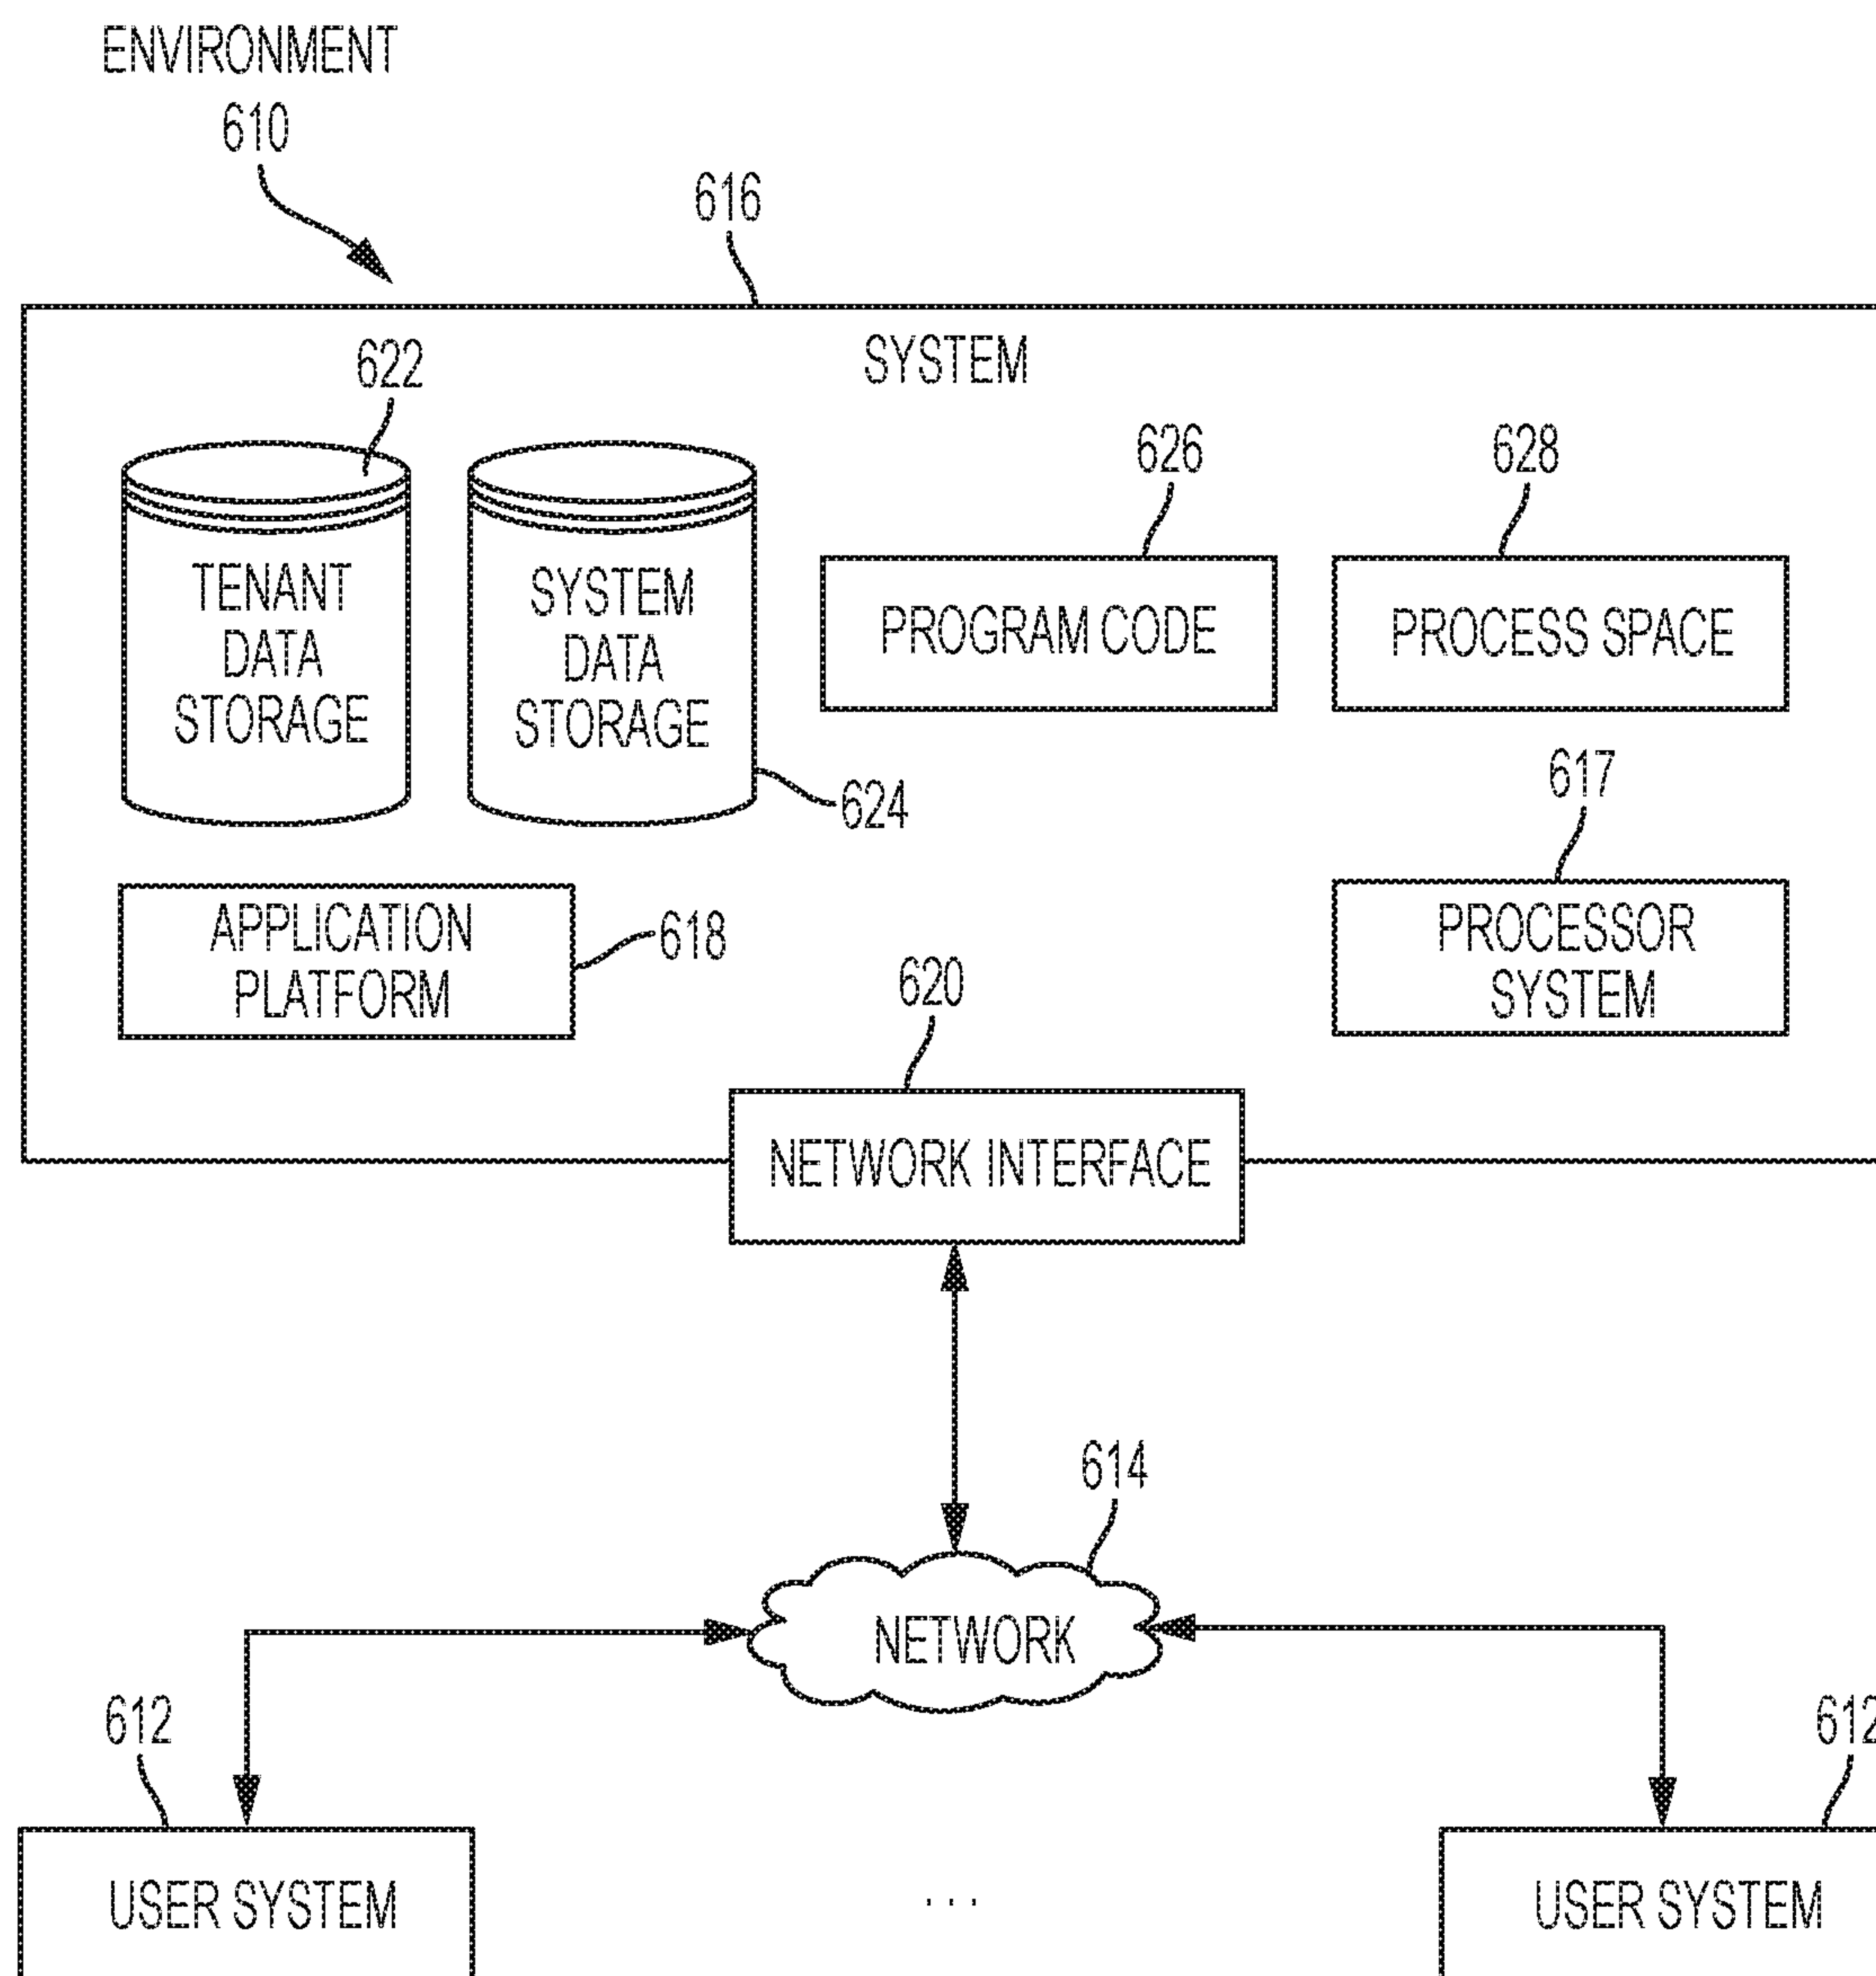 ENVIRONMENT
610
616
SYSTEM
622
626
628
TENANT
DATA
STORAGE
SYSTEM
DATA
STORAGE
PROGRAM CODE
PROCESS SPACE
624
617
APPLICATION
PLATFORM
618
PROCESSOR
SYSTEM
620
NETWORK INTERFACE
614
NETWORK
612
612
USER SYSTEM
...
USER SYSTEM